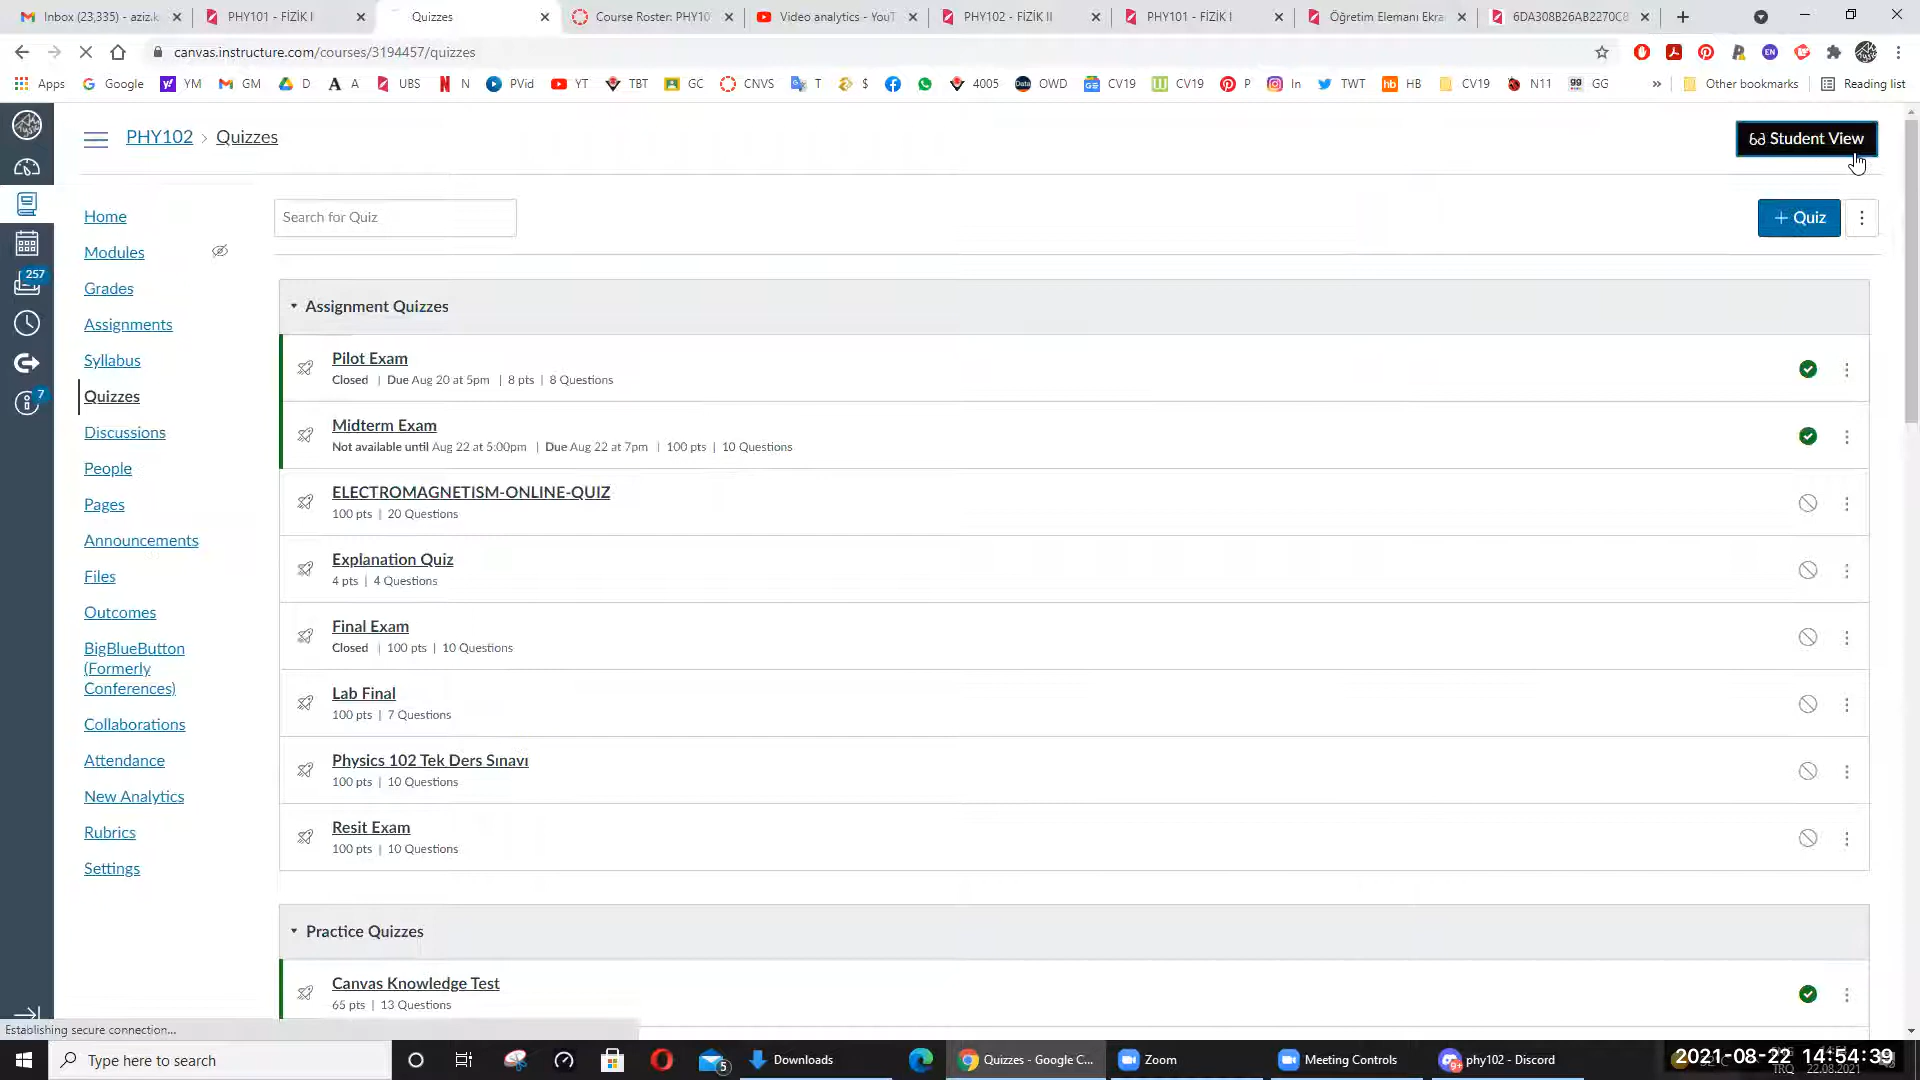 Inbox (23,335) - aziz.k
PHY101 - FİZİK I
Quizzes
Course Roster: PHY10
Video analytics - YouT
PHY102 - FİZİK II
PHY101 - FİZİK I
Öğretim Elemanı Ekra
6DA308B26AB2270C8
canvas.instructure.com/courses/3194457/quizzes
Apps Google YM GM D A UBS N PVid YT TBT GC CNVS T $ 4005 OWD CV19 CV19 P In TWT HB CV19 N11 GG » Other bookmarks Reading list
PHY102 › Quizzes
Student View
Home
Modules
Grades
Assignments
Syllabus
Quizzes
Discussions
People
Pages
Announcements
Files
Outcomes
BigBlueButton
(Formerly
Conferences)
Collaborations
Attendance
New Analytics
Rubrics
Settings
257
7
Search for Quiz
+ Quiz
Assignment Quizzes
Pilot Exam
Closed | Due Aug 20 at 5pm | 8 pts | 8 Questions
Midterm Exam
Not available until Aug 22 at 5:00pm | Due Aug 22 at 7pm | 100 pts | 10 Questions
ELECTROMAGNETISM-ONLINE-QUIZ
100 pts | 20 Questions
Explanation Quiz
4 pts | 4 Questions
Final Exam
Closed | 100 pts | 10 Questions
Lab Final
100 pts | 7 Questions
Physics 102 Tek Ders Sınavı
100 pts | 10 Questions
Resit Exam
100 pts | 10 Questions
Practice Quizzes
Canvas Knowledge Test
65 pts | 13 Questions
Establishing secure connection...
Type here to search
5
Downloads
Quizzes - Google C...
Zoom
Meeting Controls
phy102 - Discord
2021-08-22 14:54:39
TRQ 22.08.2021